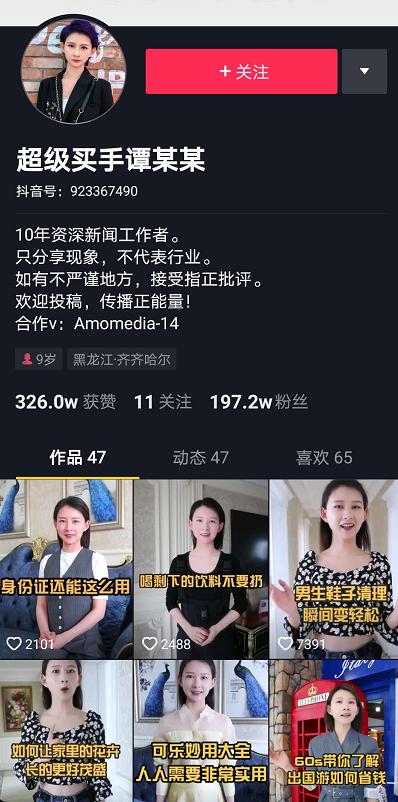 + 关注
超级买手谭某某
抖音号：923367490
10年资深新闻工作者。
只分享现象，不代表行业。
如有不严谨地方，接受指正批评。
欢迎投稿，传播正能量！
合作v：Amomedia-14
9岁
黑龙江·齐齐哈尔
326.0w 获赞 11 关注 197.2w 粉丝
作品 47 动态 47 喜欢 65
身份证还能这么用
2101
喝剩下的饮料不要扔
2488
男生鞋子清理
瞬间变轻松
7391
如何让家里的花卉
长的更好茂盛
可乐妙用大全
人人需要非常实用
TELEPHONE
60s带你了解
出国游如何省钱